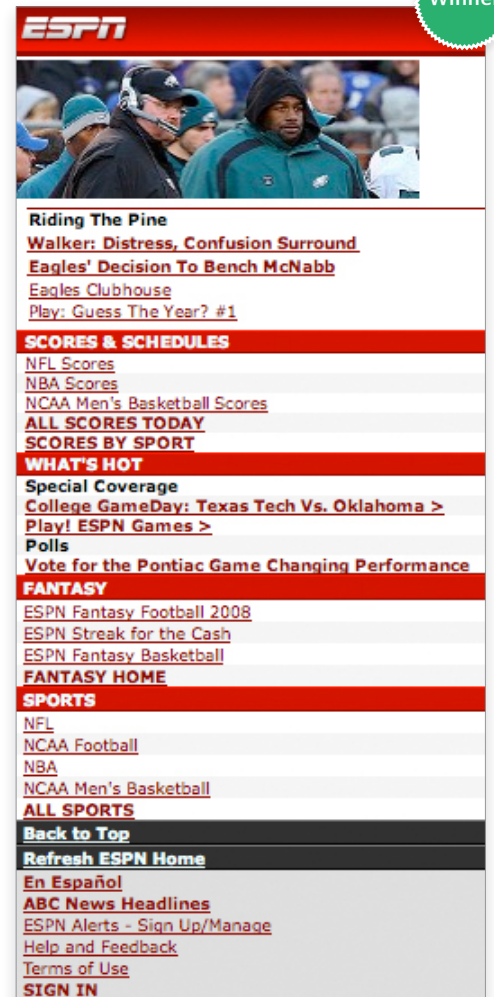 Winner
ESPN
Riding The Pine
Walker: Distress, Confusion Surround
Eagles' Decision To Bench McNabb
Eagles Clubhouse
Play: Guess The Year? #1
SCORES & SCHEDULES
NFL Scores
NBA Scores
NCAA Men's Basketball Scores
ALL SCORES TODAY
SCORES BY SPORT
WHAT'S HOT
Special Coverage
College GameDay: Texas Tech Vs. Oklahoma >
Play! ESPN Games >
Polls
Vote for the Pontiac Game Changing Performance
FANTASY
ESPN Fantasy Football 2008
ESPN Streak for the Cash
ESPN Fantasy Basketball
FANTASY HOME
SPORTS
NFL
NCAA Football
NBA
NCAA Men's Basketball
ALL SPORTS
Back to Top
Refresh ESPN Home
En Español
ABC News Headlines
ESPN Alerts - Sign Up/Manage
Help and Feedback
Terms of Use
SIGN IN